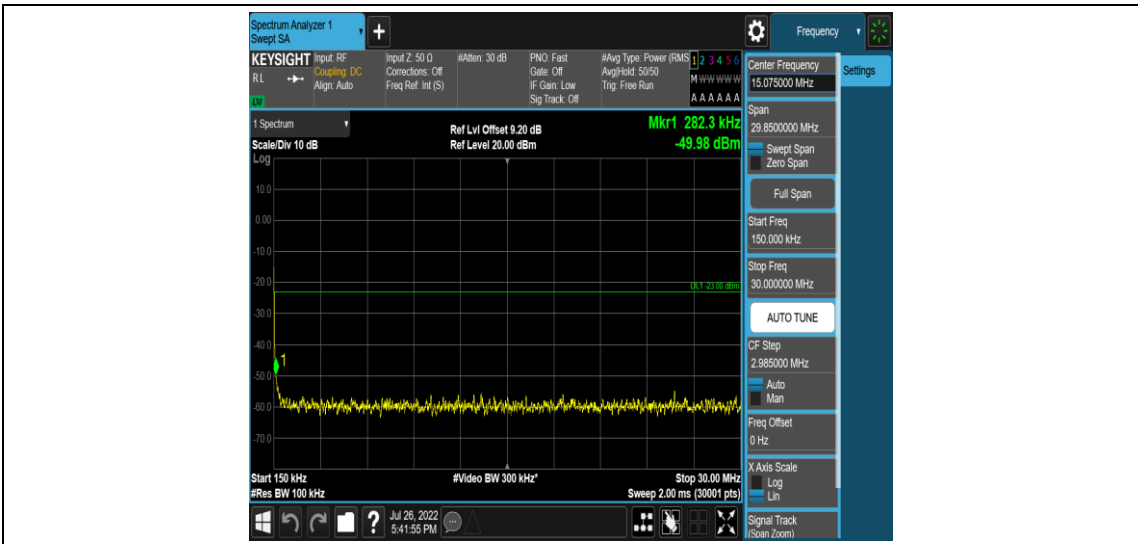 Spectrum Analyzer 1
Swept SA
+
Frequency
KEYSIGHT
RL
LXI
Input: RF
Coupling: DC
Align: Auto
Input Z: 50 Ω
Corrections: Off
Freq Ref: Int (S)
#Atten: 30 dB
PNO: Fast
Gate: Off
IF Gain: Low
Sig Track: Off
#Avg Type: Power (RMS
Avg|Hold: 50/50
Trig: Free Run
1 2 3 4 5 6
M W W W W W
A A A A A A
1 Spectrum
Scale/Div 10 dB
Log
Ref Lvl Offset 9.20 dB
Ref Level 20.00 dBm
Mkr1 282.3 kHz
-49.98 dBm
10.0
0.00
-10.0
-20.0
DL1 -23.00 dBm
-30.0
-40.0
1
-50.0
-60.0
-70.0
Start 150 kHz
#Res BW 100 kHz
#Video BW 300 kHz*
Stop 30.00 MHz
Sweep 2.00 ms (30001 pts)
?
Jul 26, 2022
5:41:55 PM
Center Frequency
15.075000 MHz
Settings
Span
29.8500000 MHz
Swept Span
Zero Span
Full Span
Start Freq
150.000 kHz
Stop Freq
30.000000 MHz
AUTO TUNE
CF Step
2.985000 MHz
Auto
Man
Freq Offset
0 Hz
X Axis Scale
Log
Lin
Signal Track
(Span Zoom)